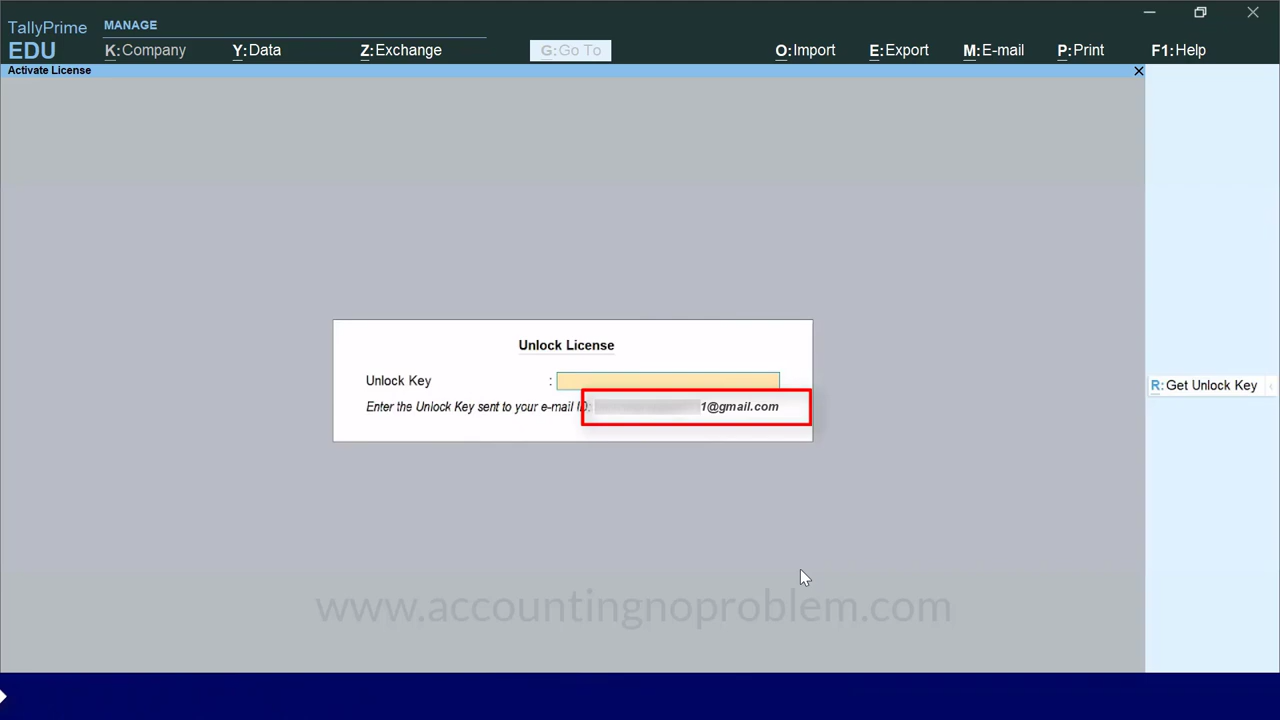 TallyPrime
EDU
MANAGE
K:Company Y:Data Z:Exchange G:Go To O:Import E:Export M:E-mail P:Print F1:Help
Activate License
Unlock License
Unlock Key :
Enter the Unlock Key sent to your e-mail ID: 1@gmail.com
R: Get Unlock Key
www.accountingnoproblem.com